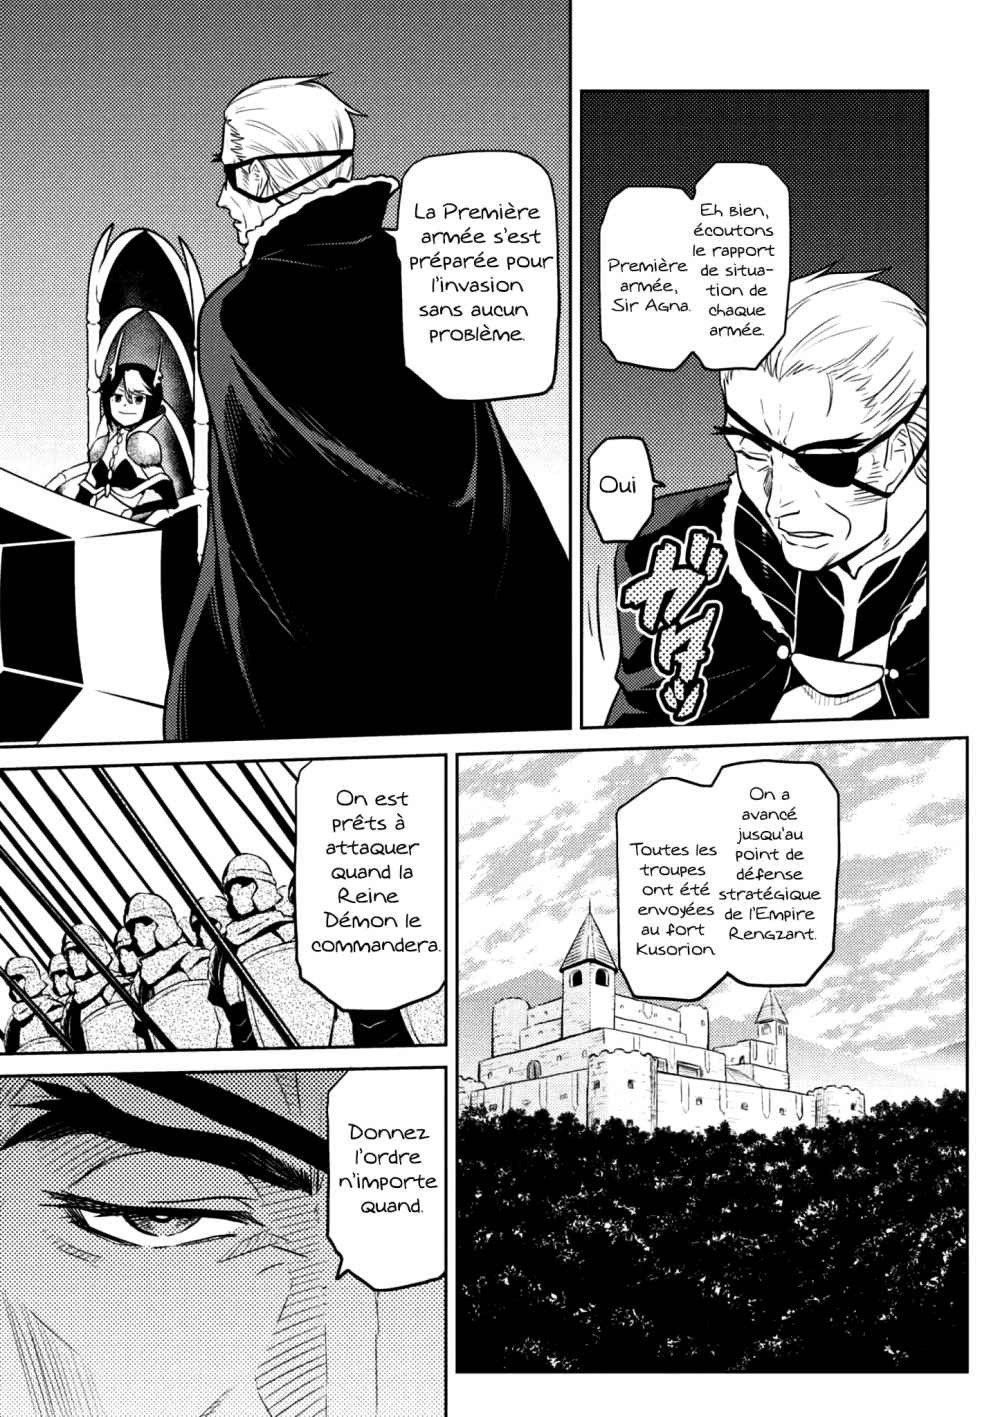 Eh bien,
écoutons
le rapport
de situa-
tion de
chaque
armée.
Première
armée,
Sir Agna.
Oui
ガタッ
La Première
armée s'est
préparée pour
l'invasion
sans aucun
problème.
On a
avancé
jusqu'au
point de
défense
stratégique
de l'Empire
Rengzant.
Toutes les
troupes
ont été
envoyées
au fort
Kusorion.
On est
prêts à
attaquer
quand la
Reine
Démon le
commandera.
Donnez
l'ordre
n'importe
quand.